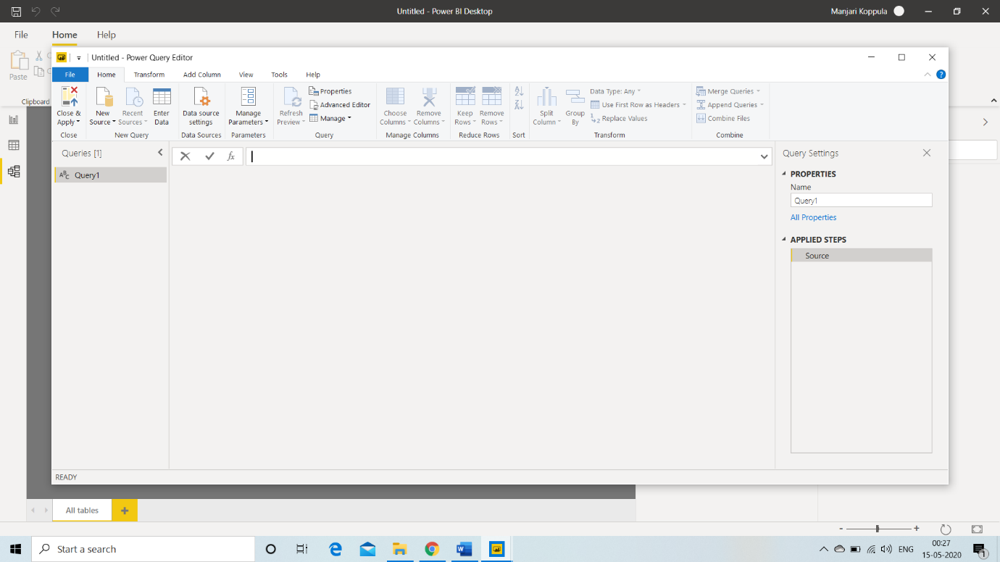 Untitled - Power BI Desktop
Manjari Koppula
File Home Help
Paste
Clipboard
Untitled - Power Query Editor
File Home Transform Add Column View Tools Help
Close & Apply
Close
New Source
Recent Sources
Enter Data
New Query
Data source settings
Data Sources
Manage Parameters
Parameters
Refresh Preview
Properties
Advanced Editor
Manage
Query
Choose Columns
Remove Columns
Manage Columns
Keep Rows
Remove Rows
Reduce Rows
Sort
Split Column
Group By
Data Type: Any
Use First Row as Headers
Replace Values
Transform
Merge Queries
Append Queries
Combine Files
Combine
Queries [1]
ABC Query1
fx
Query Settings
PROPERTIES
Name
Query1
All Properties
APPLIED STEPS
Source
READY
All tables
Start a search
ENG
00:27
15-05-2020
1